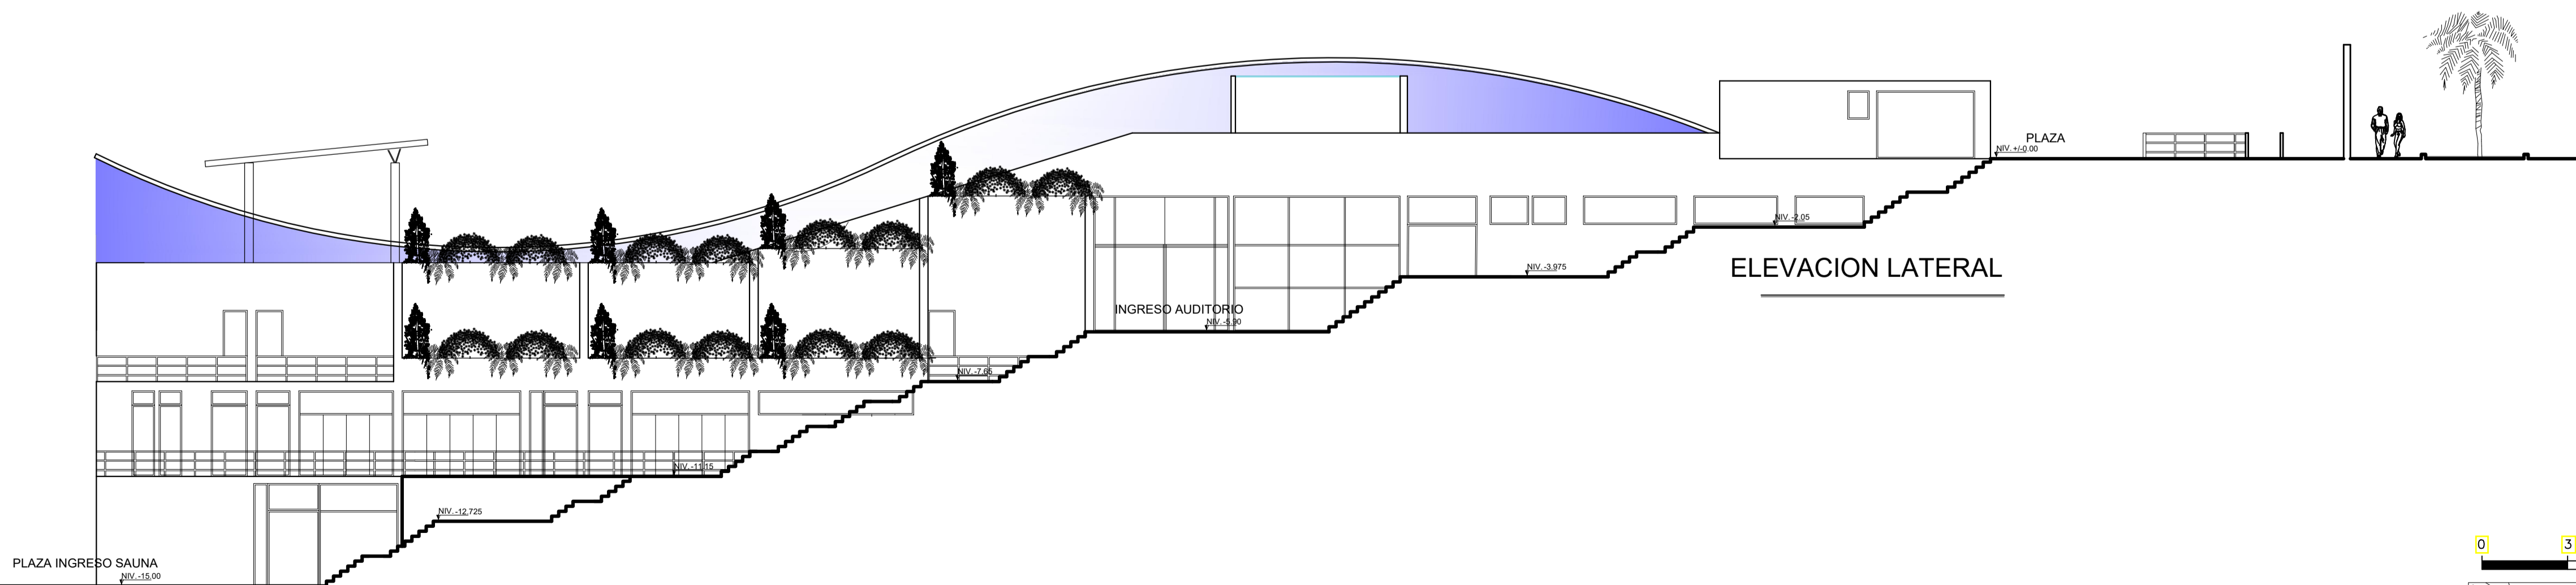 PLAZA
NIV. +/-0.00
NIV.-2.05
ELEVACION LATERAL
NIV.-3.975
INGRESO AUDITORIO
NIV.-5.90
NIV.-7.65
NIV.-11.15
NIV.-12.725
PLAZA INGRESO SAUNA
NIV.-15.00
0 3